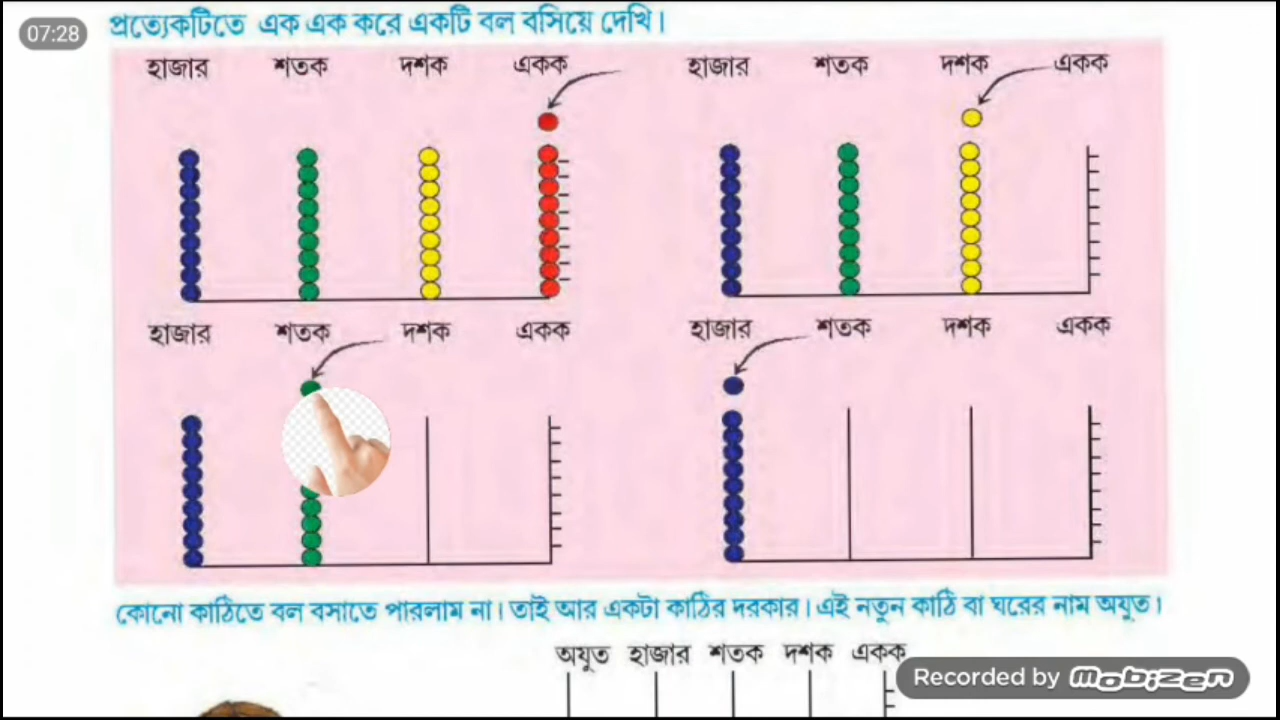 07:28
প্রত্যেকটিতে এক এক করে একটি বল বসিয়ে দেখি।
হাজার শতক দশক একক হাজার শতক দশক একক
হাজার শতক দশক একক হাজার শতক দশক একক
কোনো কাঠিতে বল বসাতে পারলাম না। তাই আর একটা কাঠির দরকার। এই নতুন কাঠি বা ঘরের নাম অযুত।
অযুত হাজার শতক দশক একক
Recorded by mobizen